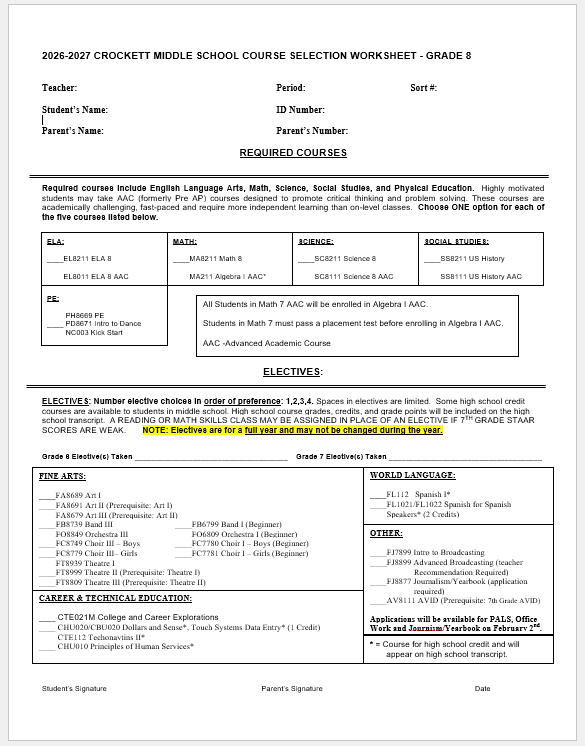 2026-2027 CROCKETT MIDDLE SCHOOL COURSE SELECTION WORKSHEET - GRADE 8
Teacher: Period: Sort #:
Student's Name: ID Number:
Parent's Name: Parent's Number:
REQUIRED COURSES
Required courses include English Language Arts, Math, Science, Social Studies, and Physical Education. Highly motivated
students may take AAC (formerly Pre AP) courses designed to promote critical thinking and problem solving. These courses are
academically challenging, fast-paced and require more independent learning than on-level classes. Choose ONE option for each of
the five courses listed below.
ELA: MATH: SCIENCE: SOCIAL STUDIES:
____EL8211 ELA 8 ____MA8211 Math 8 ____SC8211 Science 8 ____SS8211 US History
EL8011 ELA 8 AAC MA211 Algebra I AAC* SC8111 Science 8 AAC SS8111 US History AAC
PE:
PH8669 PE
____ PD8671 Intro to Dance
NC003 Kick Start
All Students in Math 7 AAC will be enrolled in Algebra I AAC.
Students in Math 7 must pass a placement test before enrolling in Algebra I AAC.
AAC -Advanced Academic Course
ELECTIVES:
ELECTIVES: Number elective choices in order of preference: 1,2,3,4. Spaces in electives are limited. Some high school credit
courses are available to students in middle school. High school course grades, credits, and grade points will be included on the high
school transcript. A READING OR MATH SKILLS CLASS MAY BE ASSIGNED IN PLACE OF AN ELECTIVE IF 7TH GRADE STAAR
SCORES ARE WEAK. NOTE: Electives are for a full year and may not be changed during the year.
Grade 6 Elective(s) Taken ____ Grade 7 Elective(s) Taken ____
FINE ARTS:
____FA8689 Art I
____FA8691 Art II (Prerequisite: Art I)
____FA8679 Art III (Prerequisite: Art II)
____FB8739 Band III ____FB6799 Band I (Beginner)
____FO8849 Orchestra III ____FO6809 Orchestra I (Beginner)
____FC8749 Choir III – Boys ____FC7780 Choir I – Boys (Beginner)
____FC8779 Choir III– Girls ____FC7781 Choir I – Girls (Beginner)
____FT8939 Theatre I
____FT8999 Theatre II (Prerequisite: Theatre I)
____FT8809 Theatre III (Prerequisite: Theatre II)
CAREER & TECHNICAL EDUCATION:
____ CTE021M College and Career Explorations
____ CHU020/CBU020 Dollars and Sense*, Touch Systems Data Entry* (1 Credit)
____ CTE112 Techonavtins II*
____ CHU010 Principles of Human Services*
WORLD LANGUAGE:
____FL112 Spanish I*
____FL1021/FL1022 Spanish for Spanish
Speakers* (2 Credits)
OTHER:
____FJ7899 Intro to Broadcasting
____FJ8899 Advanced Broadcasting (teacher
Recommendation Required)
____FJ8877 Journalism/Yearbook (application
required)
____AV8111 AVID (Prerequisite: 7th Grade AVID)
Applications will be available for PALS, Office
Work and Journism/Yearbook on February 2nd.
* = Course for high school credit and will
appear on high school transcript.
Student's Signature Parent's Signature Date